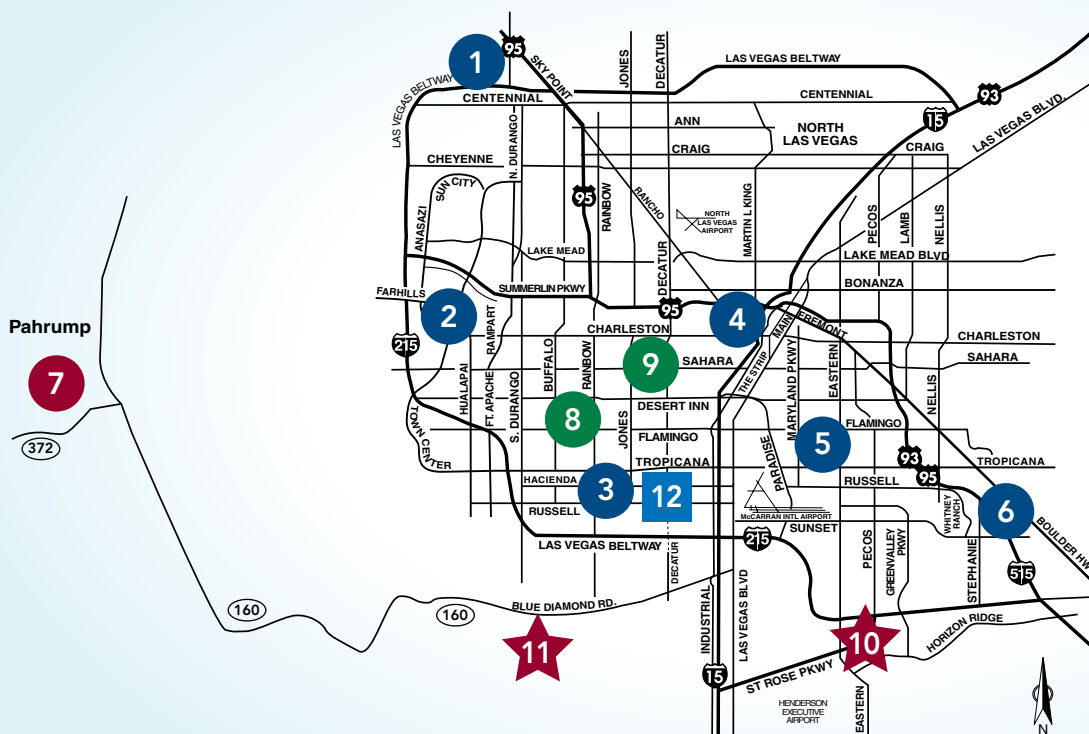 1
95
SKY POINT
JONES
DECATUR
LAS VEGAS BELTWAY
LAS VEGAS BELTWAY
CENTENNIAL
CENTENNIAL
93
15
LAS VEGAS BLVD.
N. DURANGO
ANN
NORTH
LAS VEGAS
CRAIG
CRAIG
CHEYENNE
SUN CITY
95
RAINBOW
RANCHO
NORTH
LAS VEGAS
AIRPORT
MARTIN L KING
PECOS
LAMB
NELLIS
ANASAZI
LAKE MEAD
DECATUR
LAKE MEAD BLVD
SUMMERLIN PKWY
BONANZA
FARHILLS
2
RAMPART
95
4
MAIN
FREMONT
CHARLESTON
CHARLESTON
Pahrump
7
215
HUALAPAI
FT. APACHE
S. DURANGO
BUFFALO
RAINBOW
9
SAHARA
SAHARA
THE STRIP
MARYLAND PKWY
EASTERN
NELLIS
DESERT INN
8
JONES
TOWN CENTER
FLAMINGO
FLAMINGO
5
372
TROPICANA
TROPICANA
PARADISE
93
95
HACIENDA
3
12
RUSSELL
RUSSELL
McCARRAN INTL AIRPORT
SUNSET
WHITNEY
RANCH
6
BOULDER HWY
LAS VEGAS BELTWAY
215
DECATUR
PECOS
GREENVALLEY
PKWY
STEPHANIE
515
160
160
BLUE DIAMOND RD.
INDUSTRIAL
LAS VEGAS BLVD
11
10
HORIZON RIDGE
15
ST ROSE PKWY
HENDERSON
EXECUTIVE
AIRPORT
EASTERN
N